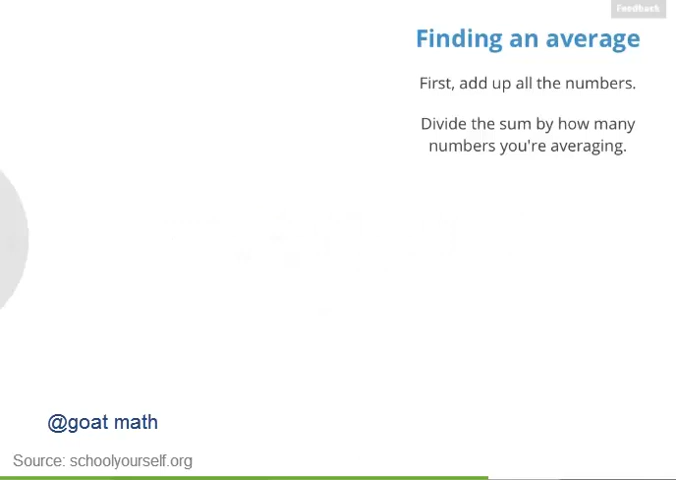 Feedback
Finding an average
First, add up all the numbers.
Divide the sum by how many
numbers you're averaging.
@goat math
Source: schoolyourself.org